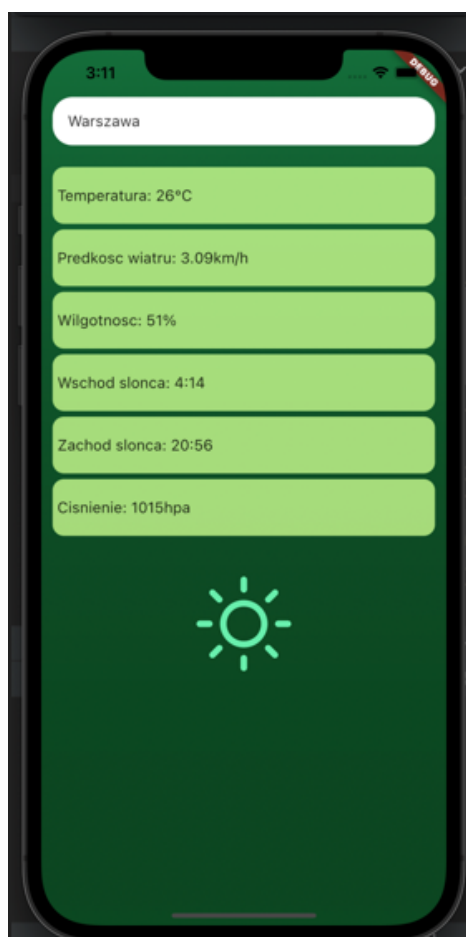 3:11
DEBUG
Warszawa
Temperatura: 26°C
Predkosc wiatru: 3.09km/h
Wilgotnosc: 51%
Wschod slonca: 4:14
Zachod slonca: 20:56
Cisnienie: 1015hpa